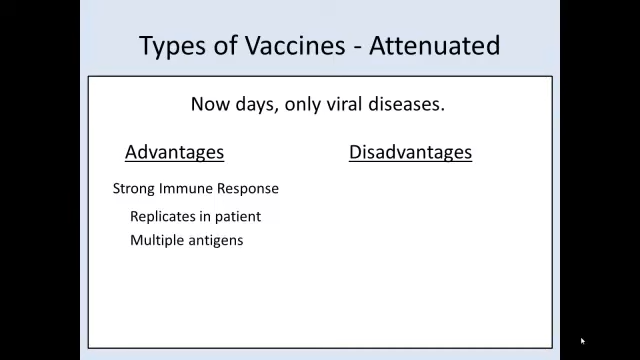 Types of Vaccines - Attenuated
Now days, only viral diseases.
Advantages
Disadvantages
Strong Immune Response
Replicates in patient
Multiple antigens